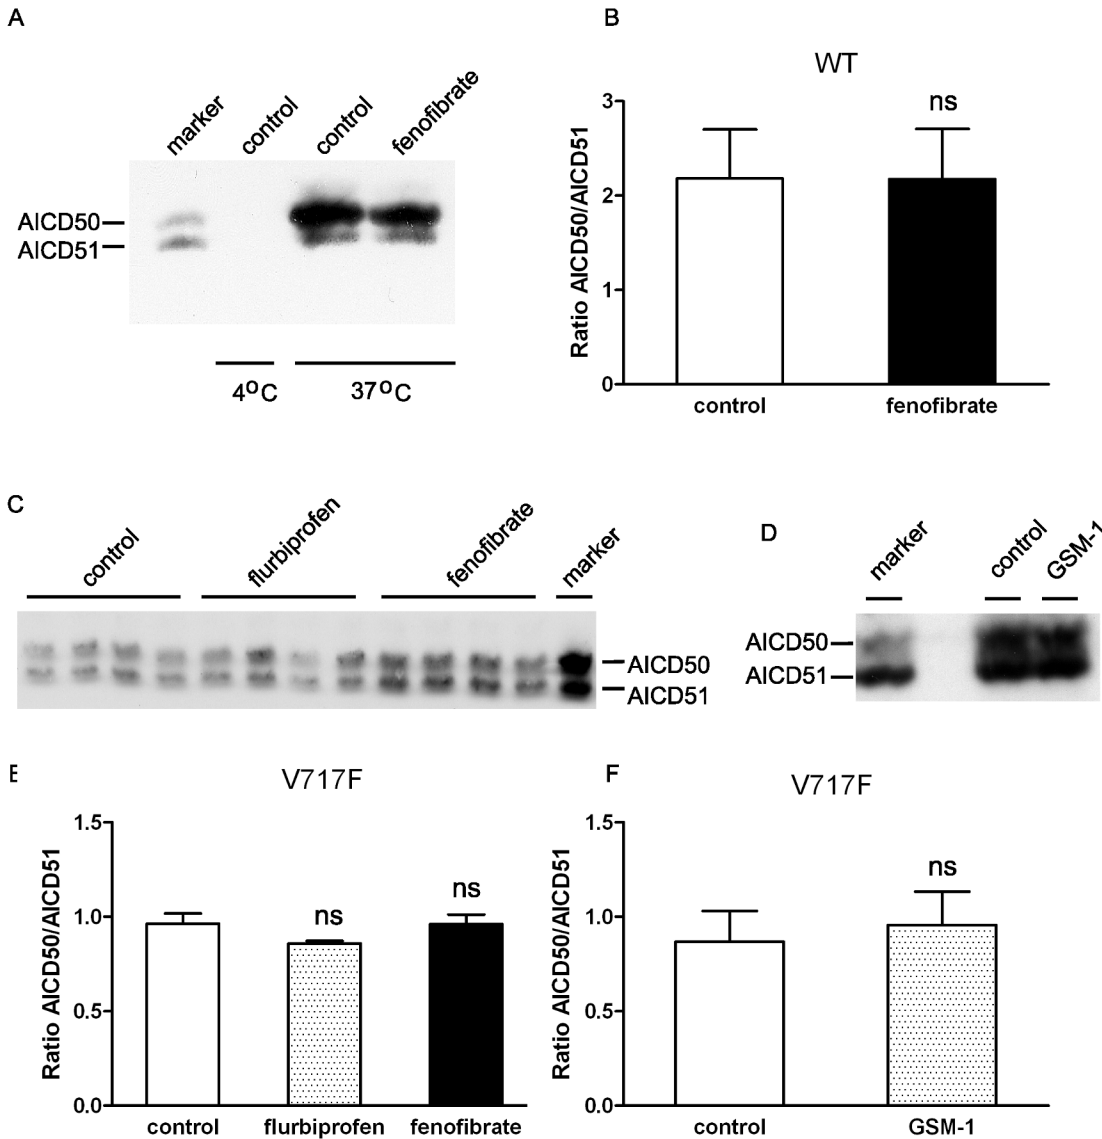 A
marker
control
control
fenofibrate
AICD50
AICD51
4°C
37°C
B
WT
ns
3
2
1
0
Ratio AICD50/AICD51
control
fenofibrate
C
control
flurbiprofen
fenofibrate
marker
AICD50
AICD51
D
marker
control
GSM-1
AICD50
AICD51
E
V717F
1.5
1.0
0.5
0.0
Ratio AICD50/AICD51
ns
ns
control
flurbiprofen
fenofibrate
F
V717F
1.5
1.0
0.5
0.0
Ratio AICD50/AICD51
ns
control
GSM-1